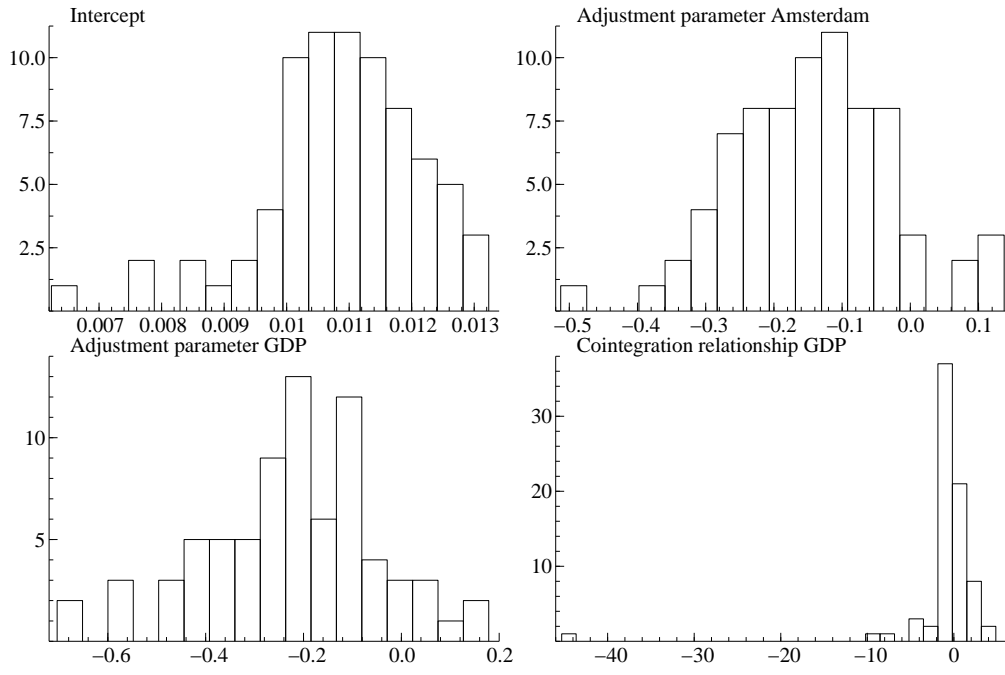 Intercept
10.0
7.5
5.0
2.5
0.007 0.008 0.009 0.01 0.011 0.012 0.013
Adjustment parameter Amsterdam
10.0
7.5
5.0
2.5
−0.5 −0.4 −0.3 −0.2 −0.1 0.0 0.1
Adjustment parameter GDP
10
5
−0.6 −0.4 −0.2 0.0 0.2
Cointegration relationship GDP
30
20
10
−40 −30 −20 −10 0